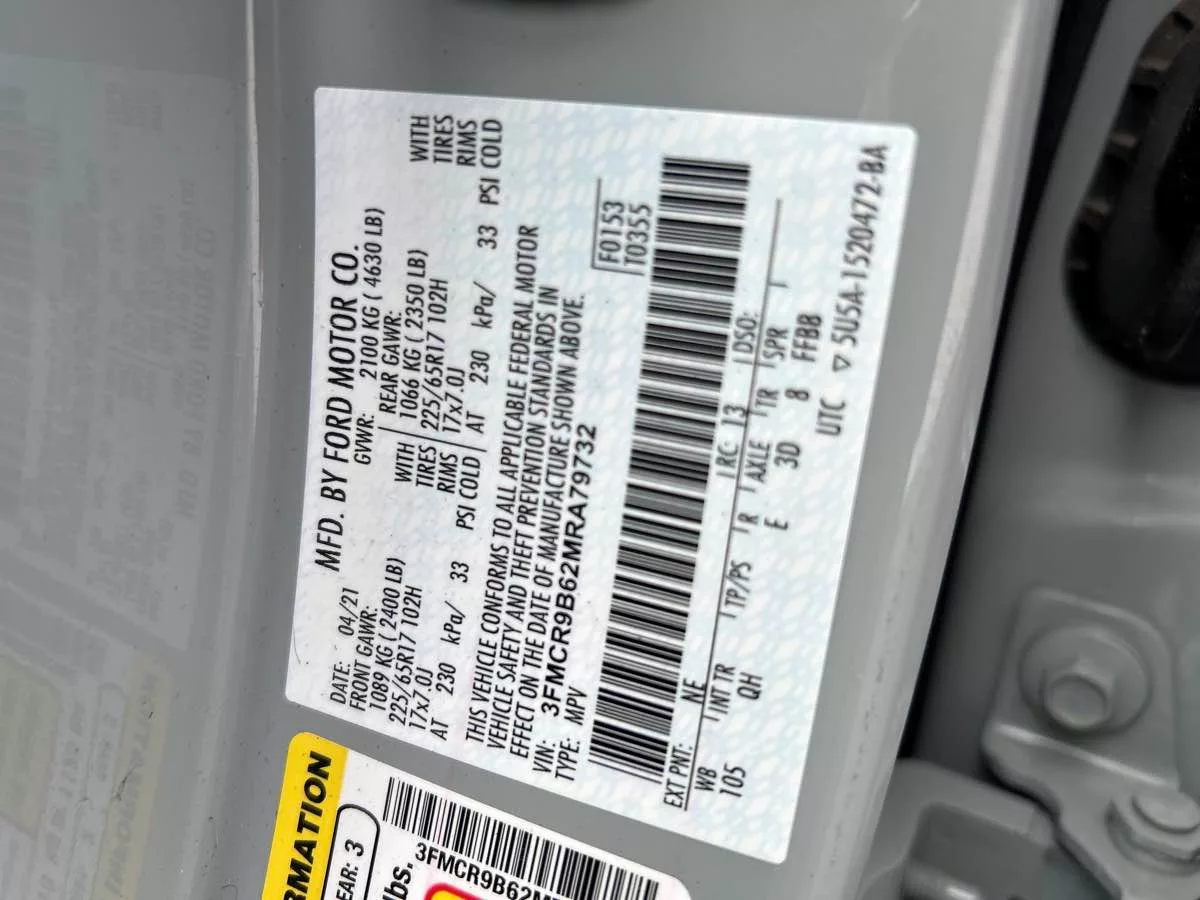 MFD. BY FORD MOTOR CO.
DATE: 04/21 GVWR: 2100 KG ( 4630 LB)
FRONT GAWR: REAR GAWR:
1089 KG ( 2400 LB) WITH 1066 KG ( 2350 LB) WITH
225/65R17 102H TIRES 225/65R17 102H TIRES
17x7.0J RIMS 17x7.0J RIMS
AT 230 kPa/ 33 PSI COLD AT 230 kPa/ 33 PSI COLD
THIS VEHICLE CONFORMS TO ALL APPLICABLE FEDERAL MOTOR
VEHICLE SAFETY AND THEFT PREVENTION STANDARDS IN
EFFECT ON THE DATE OF MANUFACTURE SHOWN ABOVE.
VIN: 3FMCR9B62MRA79732
TYPE: MPV
F0153
T0355
EXT PNT: NE RC: 13 DSO:
WB INT TR TP/PS R AXLE TR SPR
105 QH E 3D 8 FFBB
UTC ▽ 5U5A-1520472-BA
RMATION
EAR: 3
lbs.
3FMCR9B62M